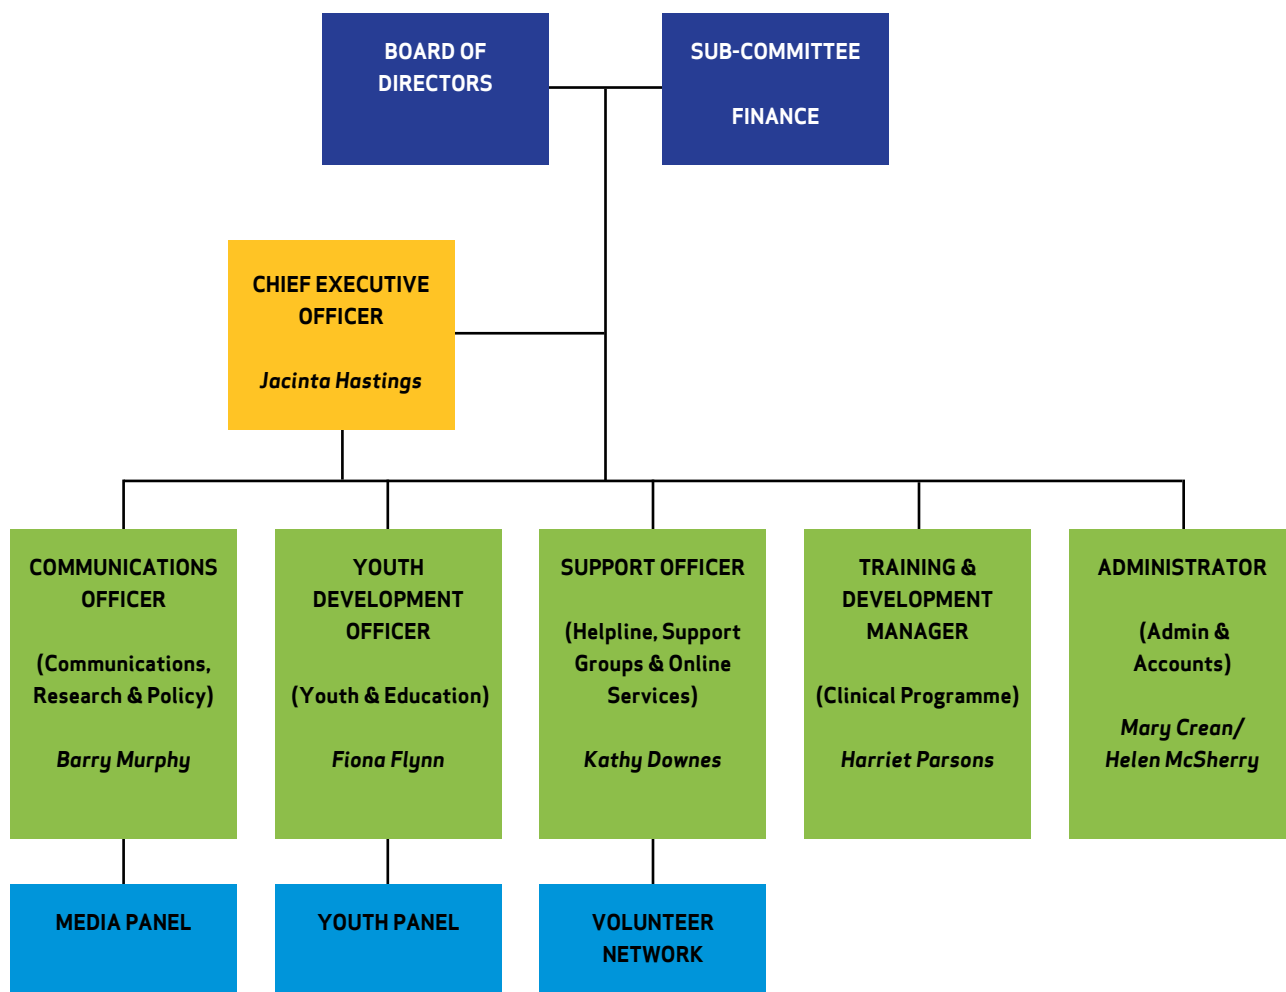 BOARD OF
DIRECTORS
SUB-COMMITTEE
FINANCE
CHIEF EXECUTIVE
OFFICER
Jacinta Hastings
COMMUNICATIONS
OFFICER
(Communications,
Research & Policy)
Barry Murphy
YOUTH
DEVELOPMENT
OFFICER
(Youth & Education)
Fiona Flynn
SUPPORT OFFICER
(Helpline, Support
Groups & Online
Services)
Kathy Downes
TRAINING &
DEVELOPMENT
MANAGER
(Clinical Programme)
Harriet Parsons
ADMINISTRATOR
(Admin &
Accounts)
Mary Crean/
Helen McSherry
MEDIA PANEL
YOUTH PANEL
VOLUNTEER
NETWORK